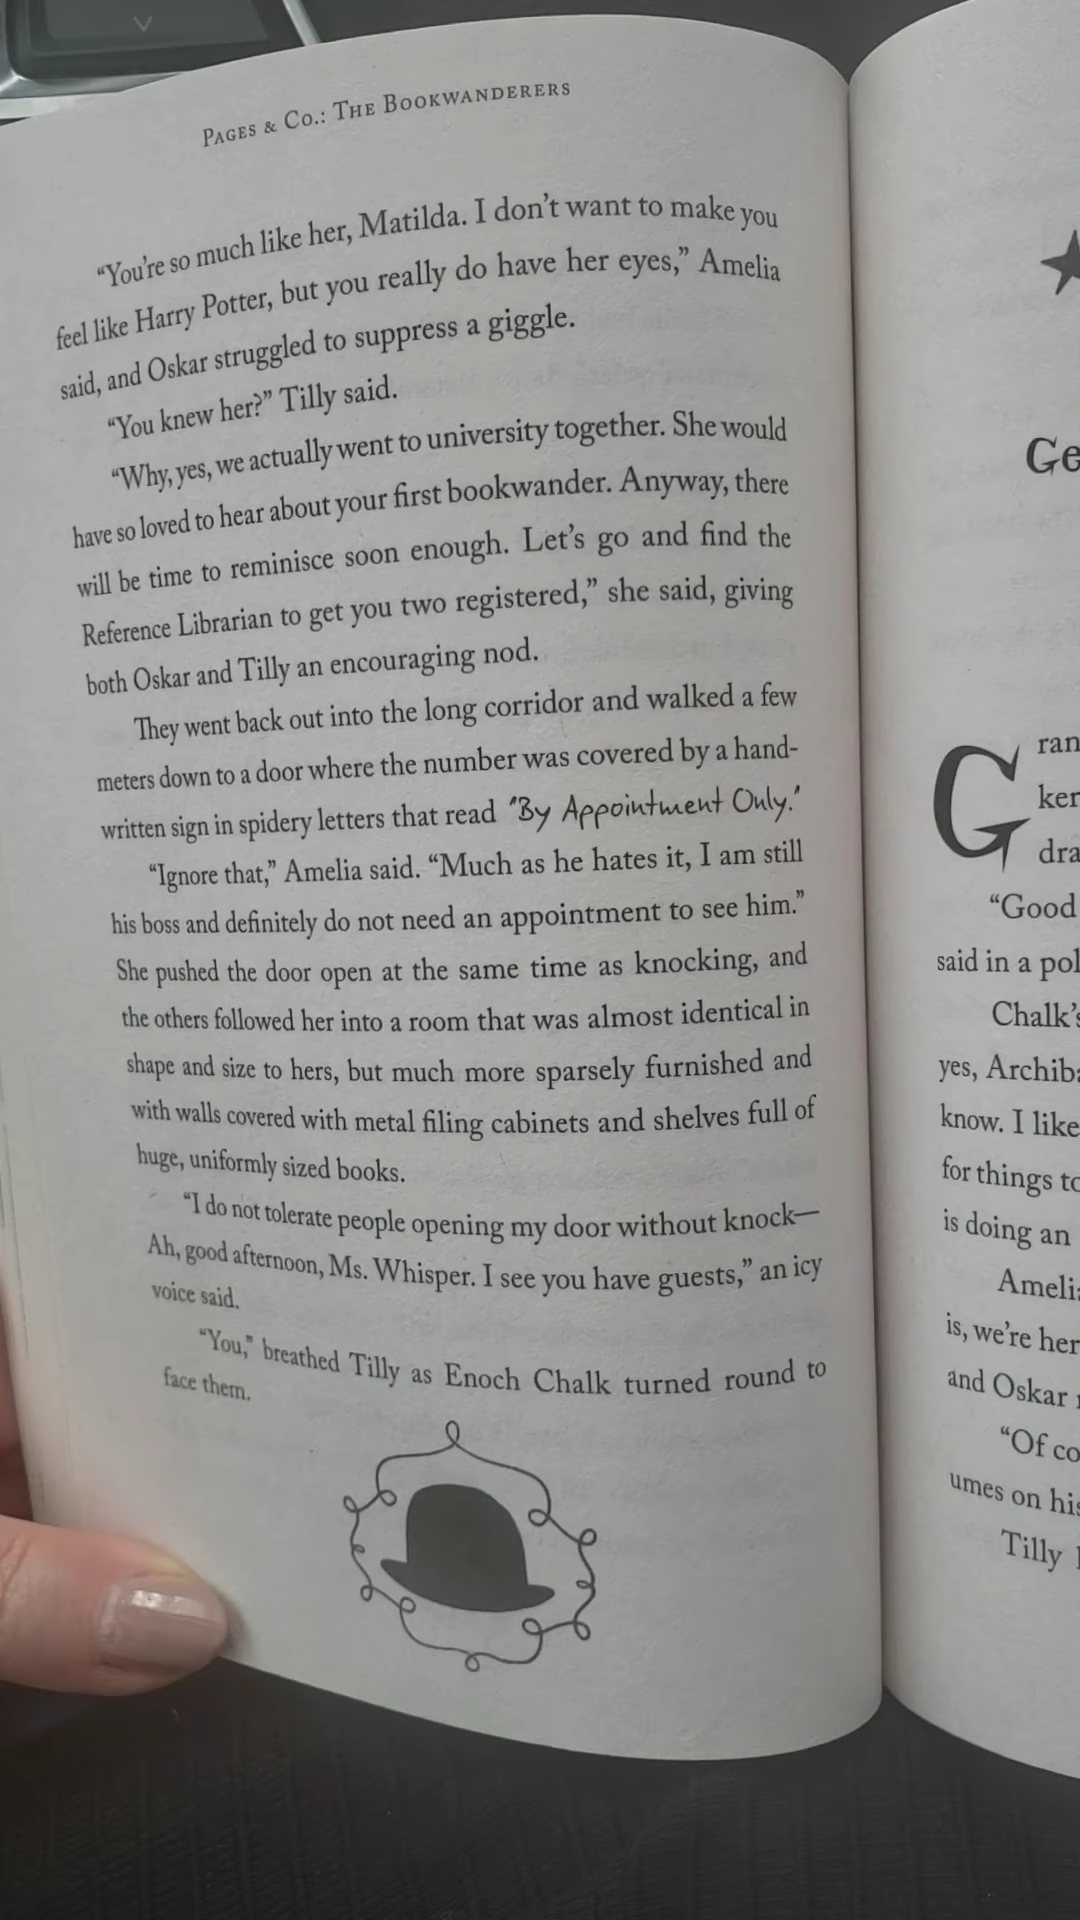 PAGES & CO.: THE BOOKWANDERERS
“You’re so much like her, Matilda. I don’t want to make you
feel like Harry Potter, but you really do have her eyes,” Amelia
said, and Oskar struggled to suppress a giggle.
“You knew her?” Tilly said.
“Why, yes, we actually went to university together. She would
have so loved to hear about your first bookwander. Anyway, there
will be time to reminisce soon enough. Let’s go and find the
Reference Librarian to get you two registered,” she said, giving
both Oskar and Tilly an encouraging nod.
They went back out into the long corridor and walked a few
meters down to a door where the number was covered by a hand-
written sign in spidery letters that read "By Appointment Only."
“Ignore that,” Amelia said. “Much as he hates it, I am still
his boss and definitely do not need an appointment to see him.”
She pushed the door open at the same time as knocking, and
the others followed her into a room that was almost identical in
shape and size to hers, but much more sparsely furnished and
with walls covered with metal filing cabinets and shelves full of
huge, uniformly sized books.
“I do not tolerate people opening my door without knock—
Ah, good afternoon, Ms. Whisper. I see you have guests,” an icy
voice said.
“You,” breathed Tilly as Enoch Chalk turned round to
face them.
Ge
G
ran
ker
dra
“Good
said in a pol
Chalk’s
yes, Archiba
know. I like
for things to
is doing an
Ameli
is, we’re her
and Oskar
“Of co
umes on his
Tilly